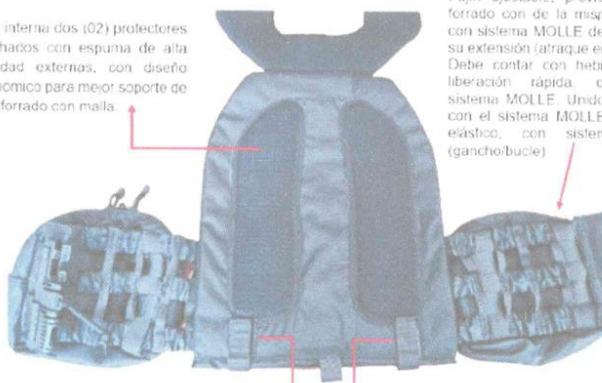 interna dos (02) protectores
hados con espuma de alta
dad externas, con diseño
ómico para mejor soporte de
forrado con malla.
forrado con de la misp
con sistema MOLLE de
su extensión (atraque e
Debe contar con hebi
liberación rápida,
sistema MOLLE. Unido
con el sistema MOLLE
elástico, con sistem
(gancho/bucle)